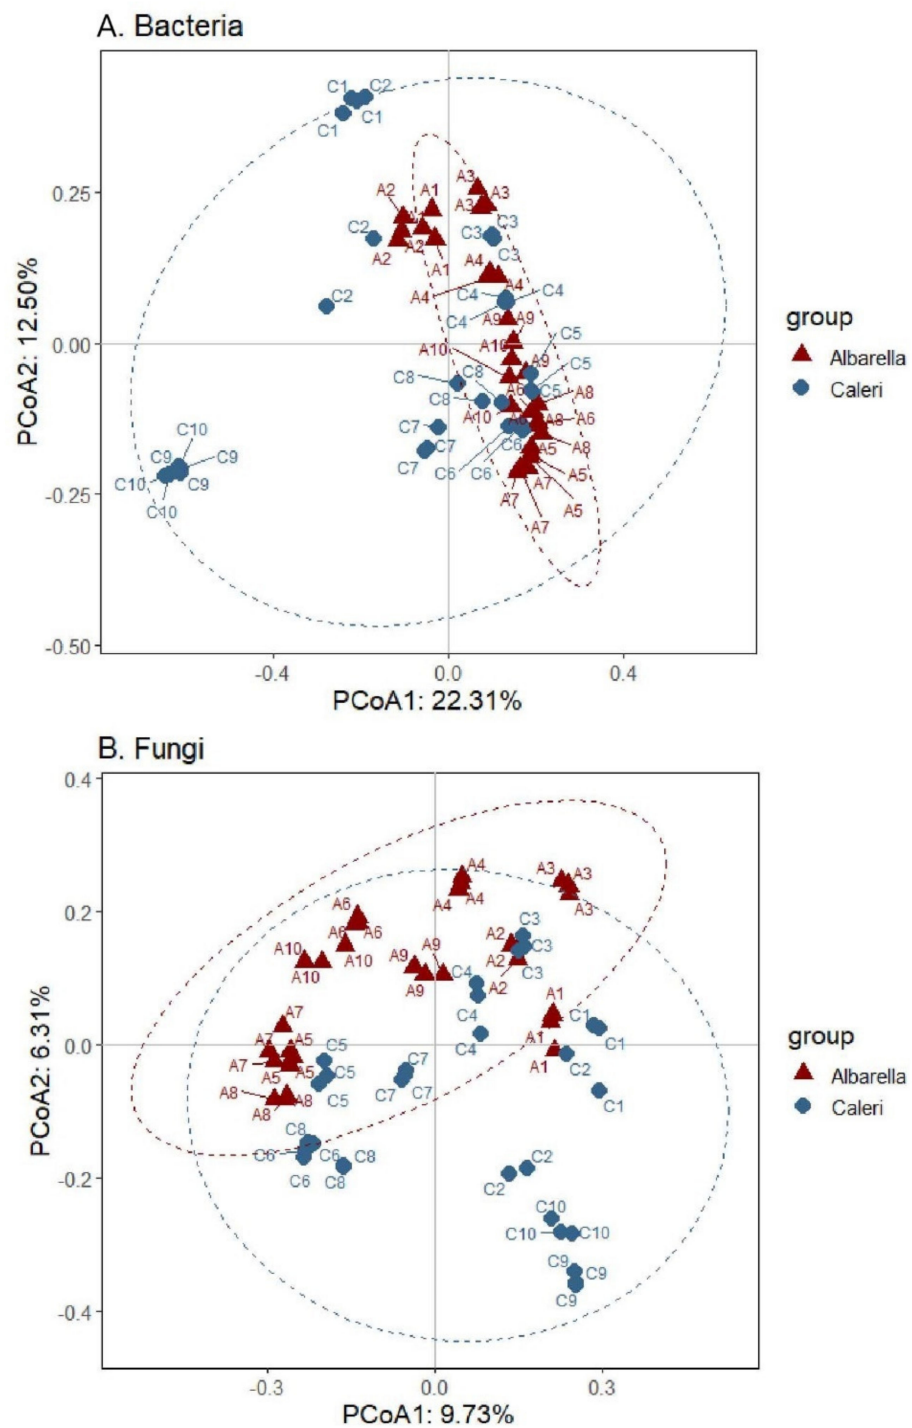 A. Bacteria
C1 C2
C1 C1
A3
A2 A1 A3
A3
C2 C3
A2 C3
A2 A1 C3
A4
C2 A4 A4
C4 C4
C4 A9 A9 C5
A10 A10
C8 A9 C5
C8 A6 C5 A8
A10 A8 A6
C7 C7 C6 A8
C7 C6 A5
A7 A5
A7 A5
C10
C9 C9
C10 C9
C10
0.25
0.00
-0.25
-0.50
PCoA2: 12.50%
-0.4 0.0 0.4
PCoA1: 22.31%
group
Albarella
Caleri
B. Fungi
A4 A3 A3
A4 A4 A3
A6 C3
A6 A6 A2 C3
A10 A9 A9 A2 C3
A10 A10 A9 C4 A2
A7 C4 A1 C1
A7 A5 C5 C7 C4 A1 C1
A7 A5 C5 C7 C7 A1 C2
A5 C5 C1
A8 A8
A8
C8 C2
C6 C6 C8 C2
C6 C8
C10
C10 C10
C9 C9
C9
0.4
0.2
0.0
-0.2
-0.4
PCoA2: 6.31%
-0.3 0.0 0.3
PCoA1: 9.73%
group
Albarella
Caleri